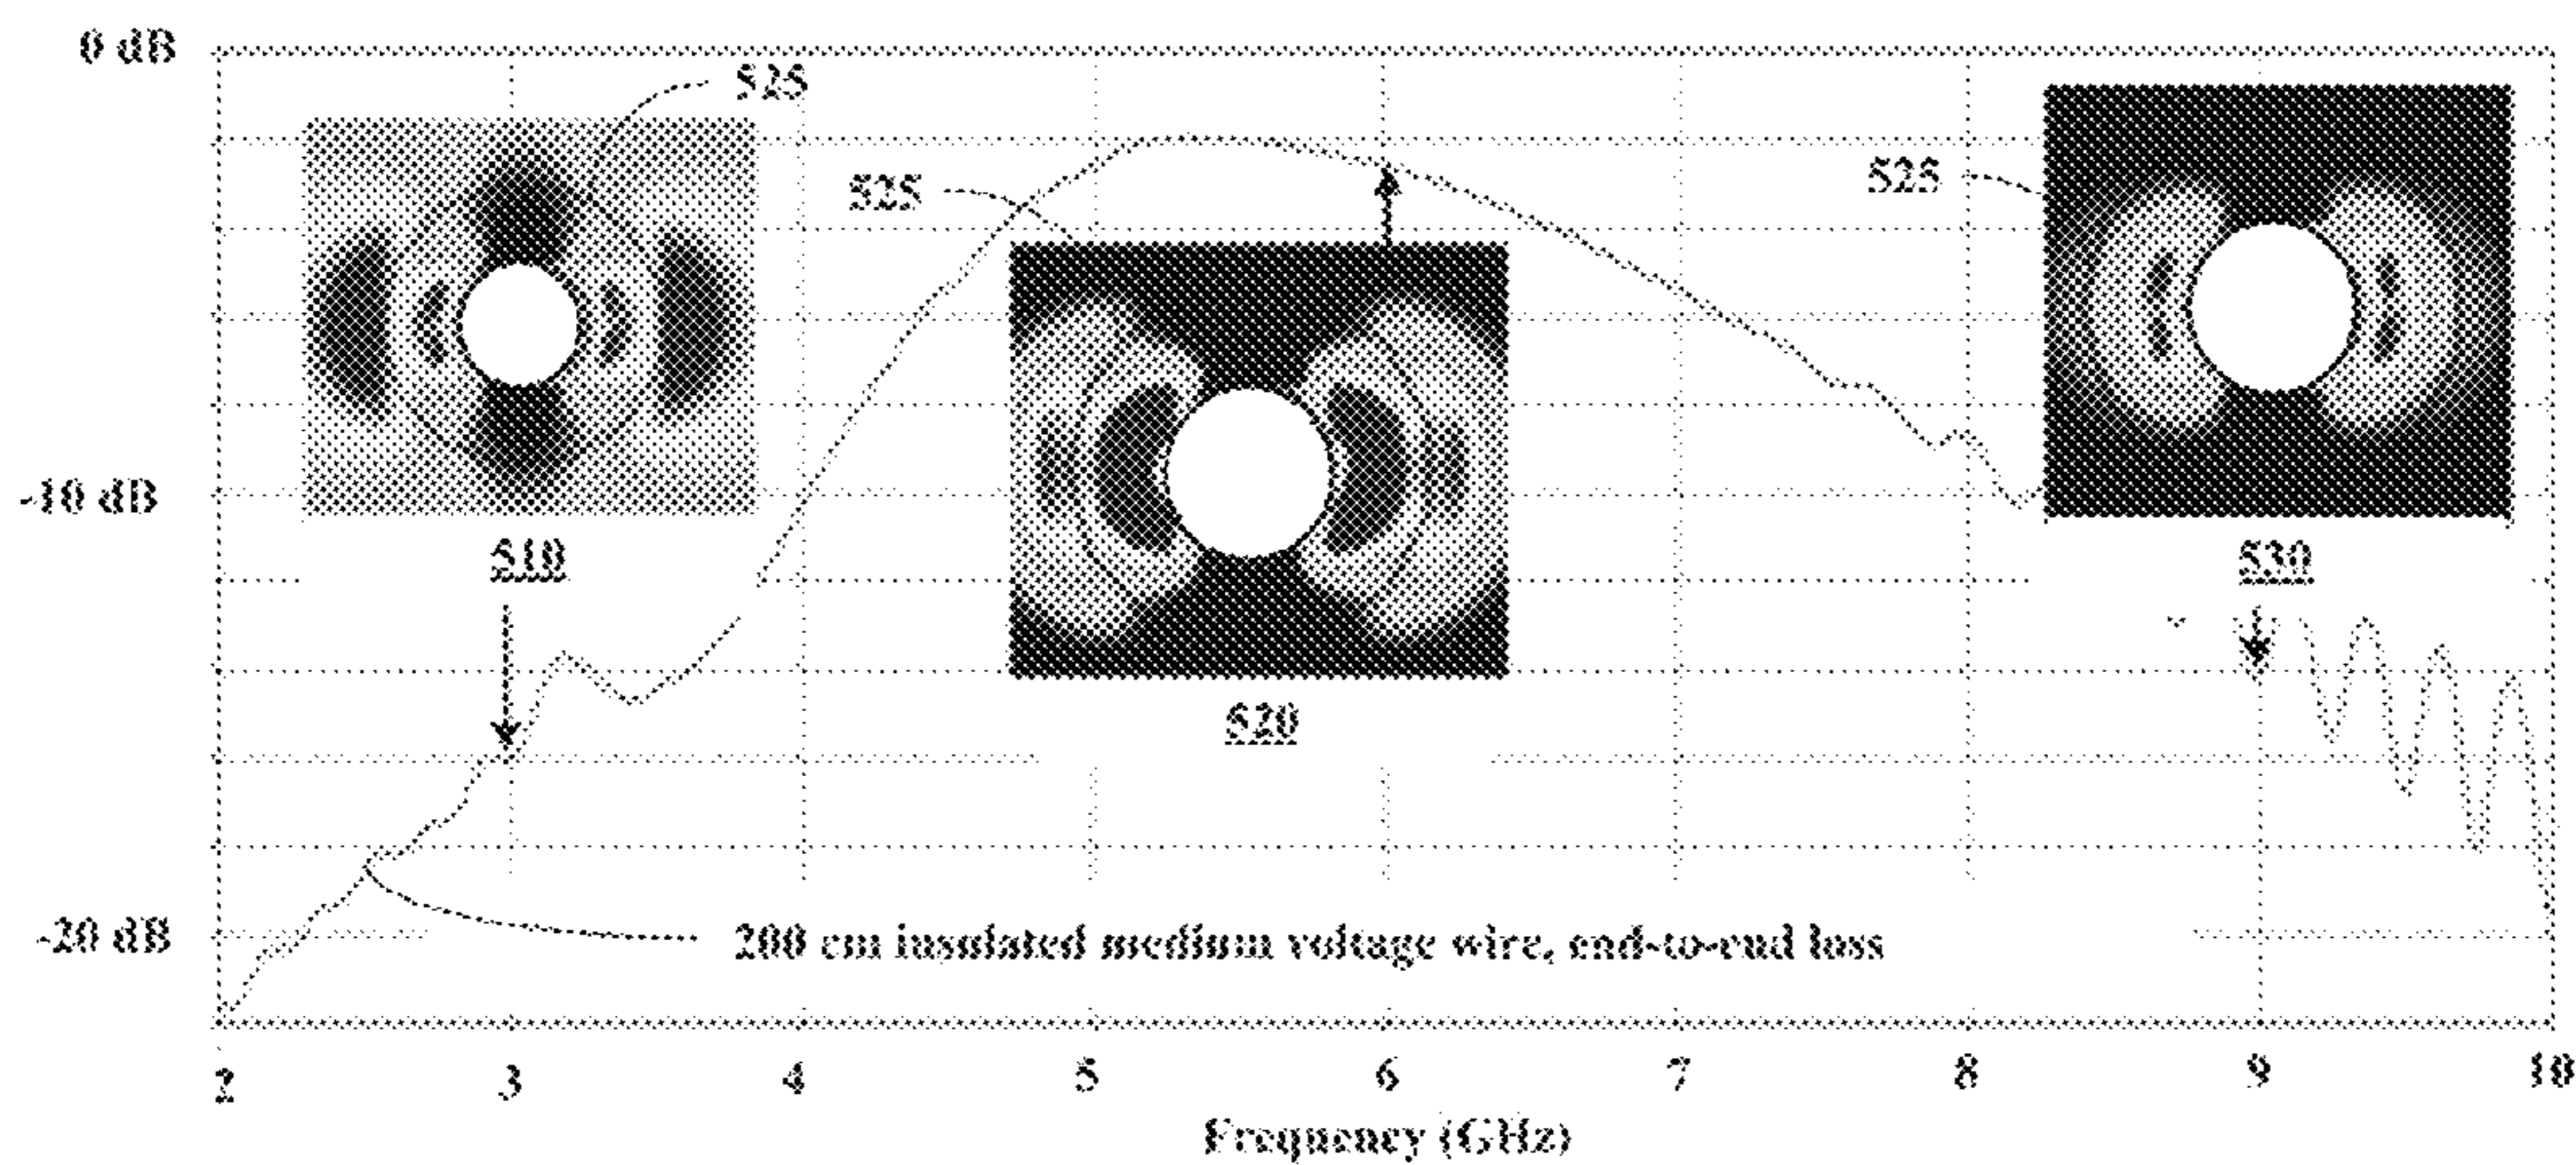 0 dB
525
525
525
-10 dB
510
530
520
-20 dB
200 cm insulated medium voltage wire, end-to-end loss
2 3 4 5 6 7 8 9 10
Frequency (GHz)